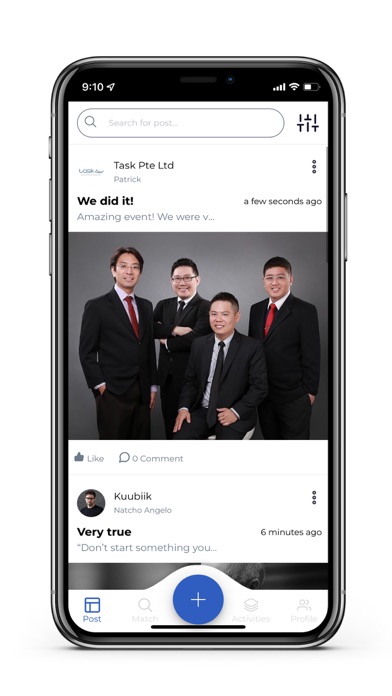 9:10
Search for post...
task
Task Pte Ltd
Patrick
We did it!
a few seconds ago
Amazing event! We were v...
Like
0 Comment
Kuubiik
Natcho Angelo
Very true
6 minutes ago
“Don’t start something you...
Post
Match
Activities
Profile